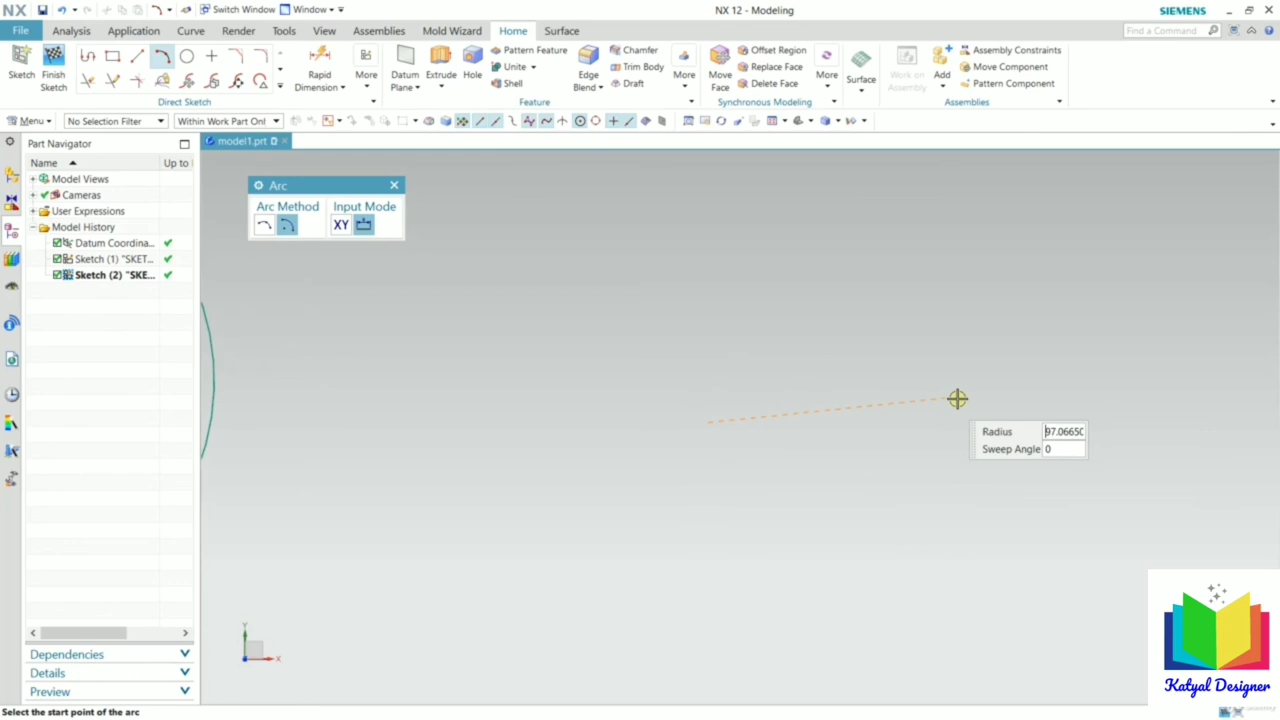 NX
Switch Window
Window
NX 12 - Modeling
SIEMENS
File
Analysis
Application
Curve
Render
Tools
View
Assemblies
Mold Wizard
Home
Surface
Find a Command
Sketch
Finish Sketch
Rapid Dimension
More
Direct Sketch
Datum Plane
Extrude
Hole
Pattern Feature
Unite
Shell
Edge Blend
Chamfer
Trim Body
Draft
More
Feature
Move Face
Offset Region
Replace Face
Delete Face
More
Synchronous Modeling
Surface
Work on Assembly
Add
Assembly Constraints
Move Component
Pattern Component
Assemblies
Menu
No Selection Filter
Within Work Part Onl
Part Navigator
model1.prt
Name
Up to
Model Views
Cameras
User Expressions
Model History
Datum Coordina...
Sketch (1) "SKET...
Sketch (2) "SKE...
Arc
Arc Method
Input Mode
XY
Radius
97.0665(
Sweep Angle
0
Y
X
Dependencies
Details
Preview
Katyal Designer
Select the start point of the arc